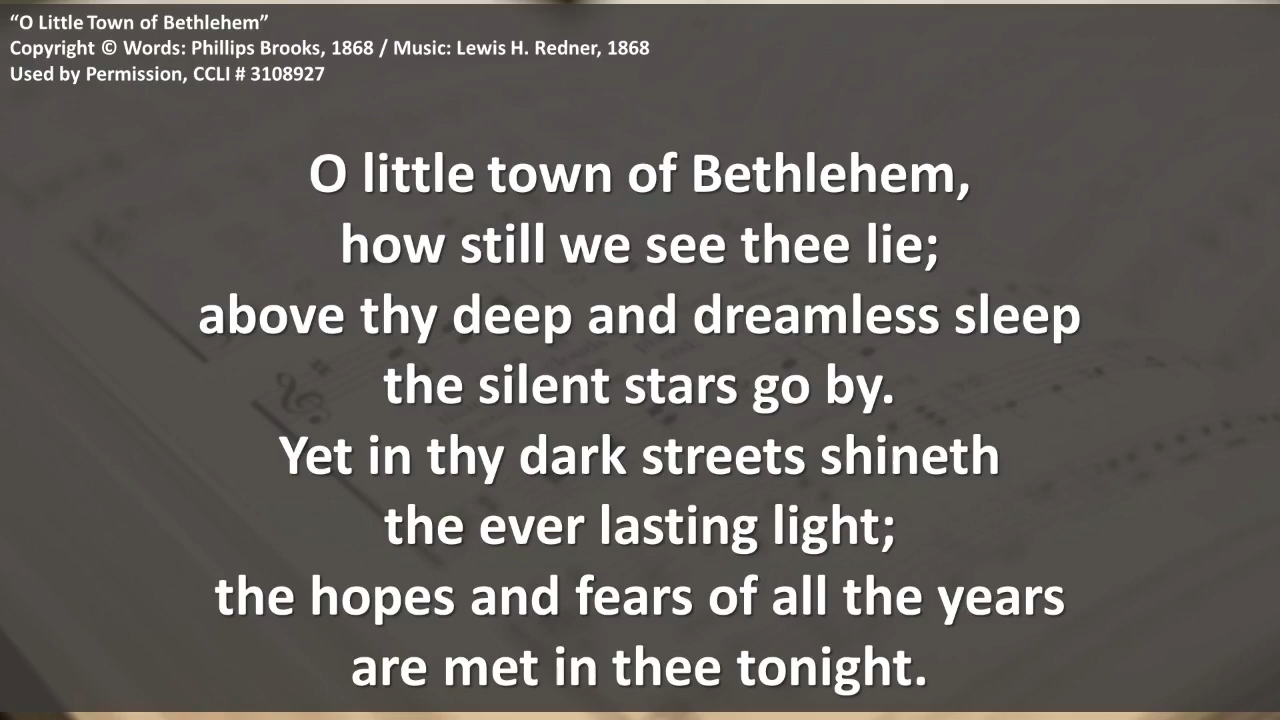 “O Little Town of Bethlehem”
Copyright © Words: Phillips Brooks, 1868 / Music: Lewis H. Redner, 1868
Used by Permission, CCLI # 3108927
O little town of Bethlehem,
how still we see thee lie;
above thy deep and dreamless sleep
the silent stars go by.
Yet in thy dark streets shineth
the ever lasting light;
the hopes and fears of all the years
are met in thee tonight.